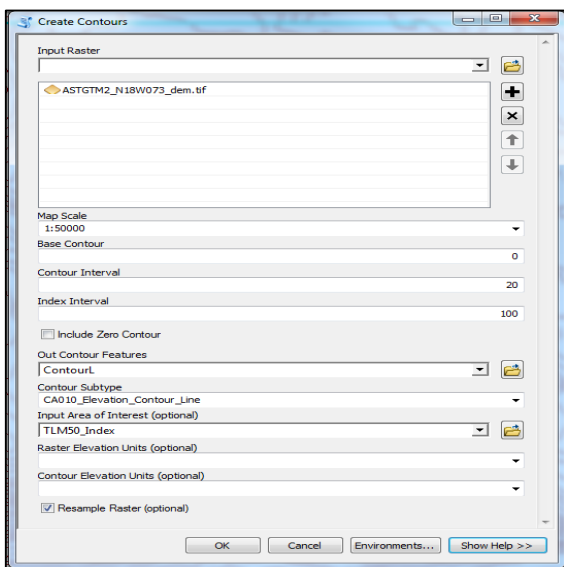 Create Contours
Input Raster
ASTGTM2_N18W073_dem.tif
Map Scale
1:50000
Base Contour
0
Contour Interval
20
Index Interval
100
Include Zero Contour
Out Contour Features
ContourL
Contour Subtype
CA010_Elevation_Contour_Line
Input Area of Interest (optional)
TLM50_Index
Raster Elevation Units (optional)
Contour Elevation Units (optional)
Resample Raster (optional)
OK Cancel Environments... Show Help >>